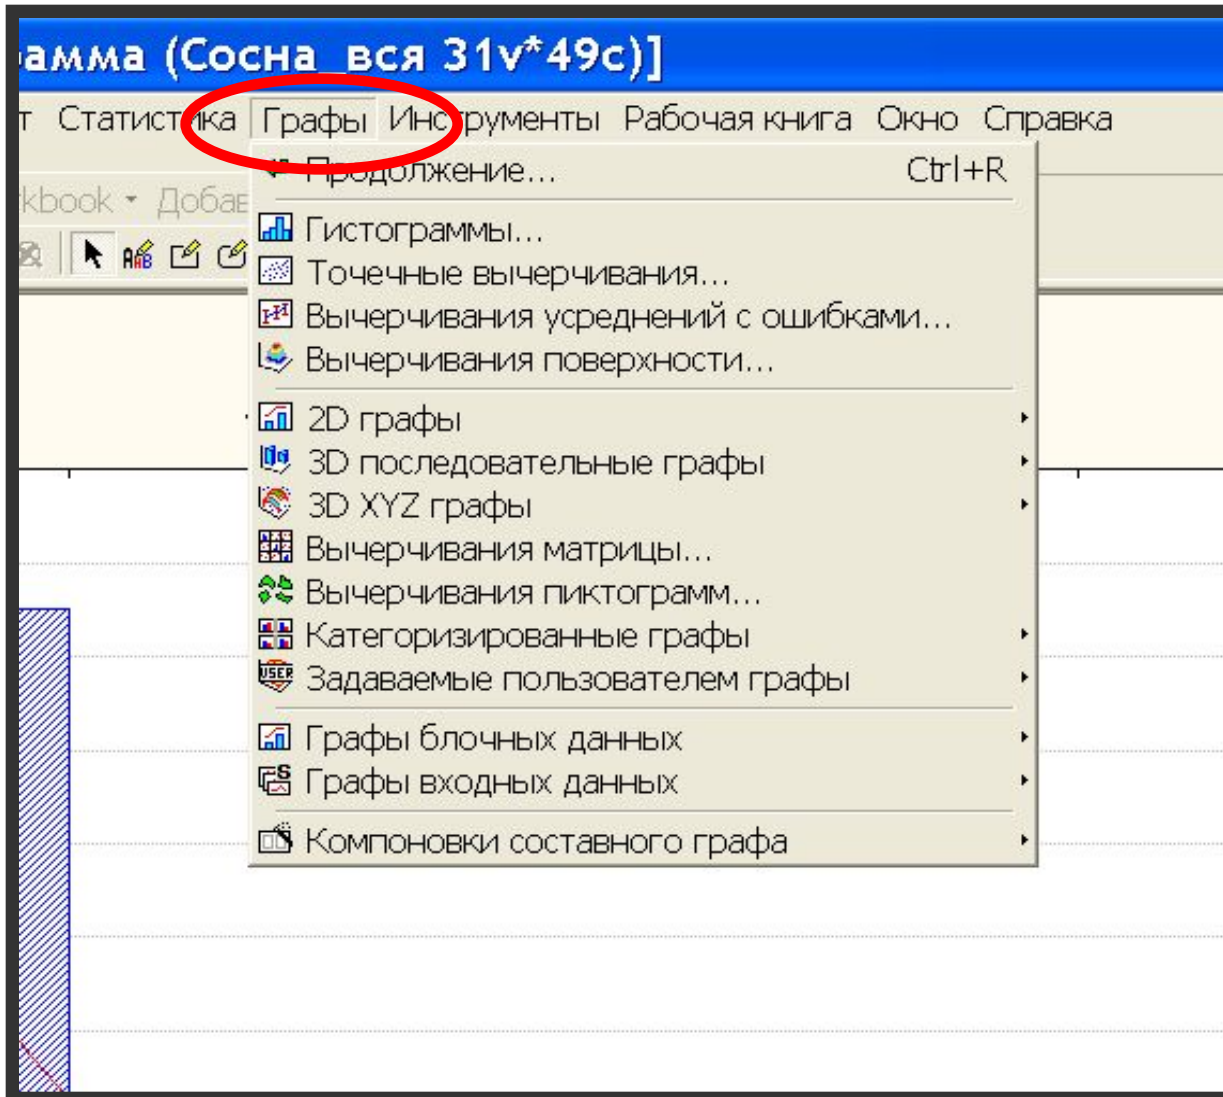 амма (Сосна_вся 31v*49c)]
т Статистика Графы Инструменты Рабочая книга Окно Справка
Продолжение... Ctrl+R
kbook Добав
Гистограммы...
Точечные вычерчивания...
Вычерчивания усреднений с ошибками...
Вычерчивания поверхности...
2D графы
3D последовательные графы
3D XYZ графы
Вычерчивания матрицы...
Вычерчивания пиктограмм...
Категоризированные графы
USER Задаваемые пользователем графы
Графы блочных данных
Графы входных данных
Компоновки составного графа